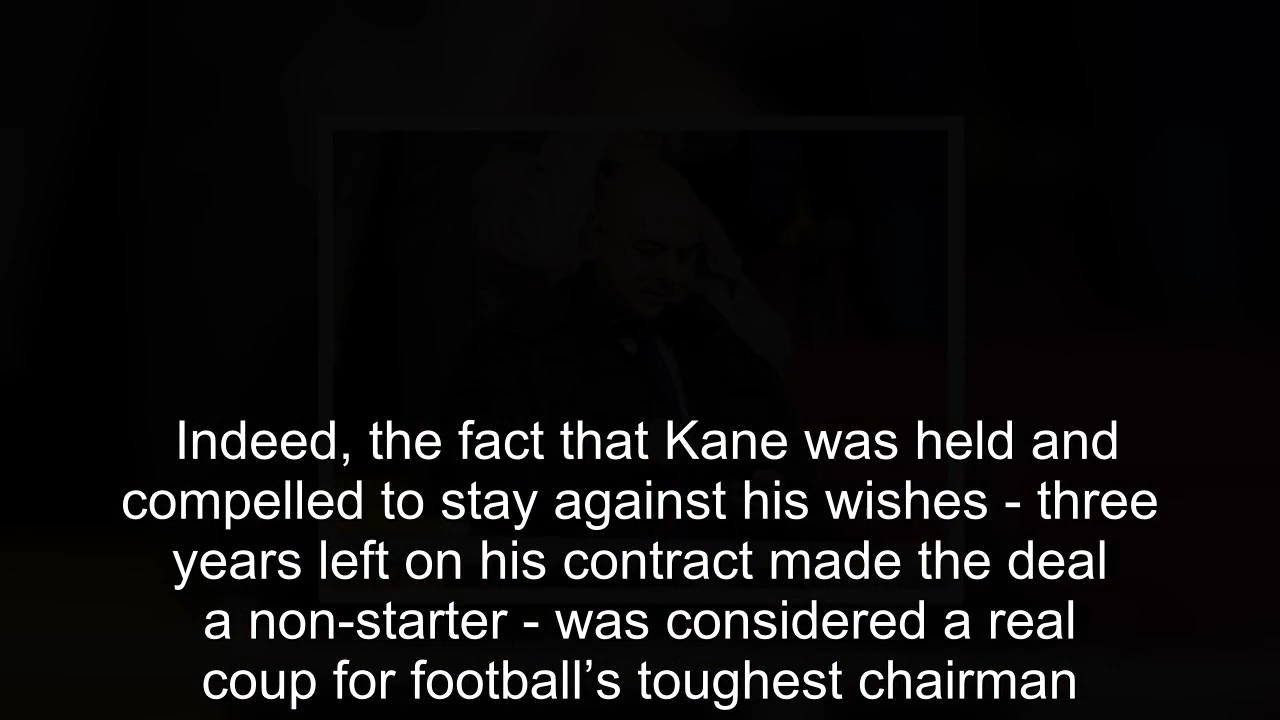 Indeed, the fact that Kane was held and
compelled to stay against his wishes - three
years left on his contract made the deal
a non-starter - was considered a real
coup for football’s toughest chairman